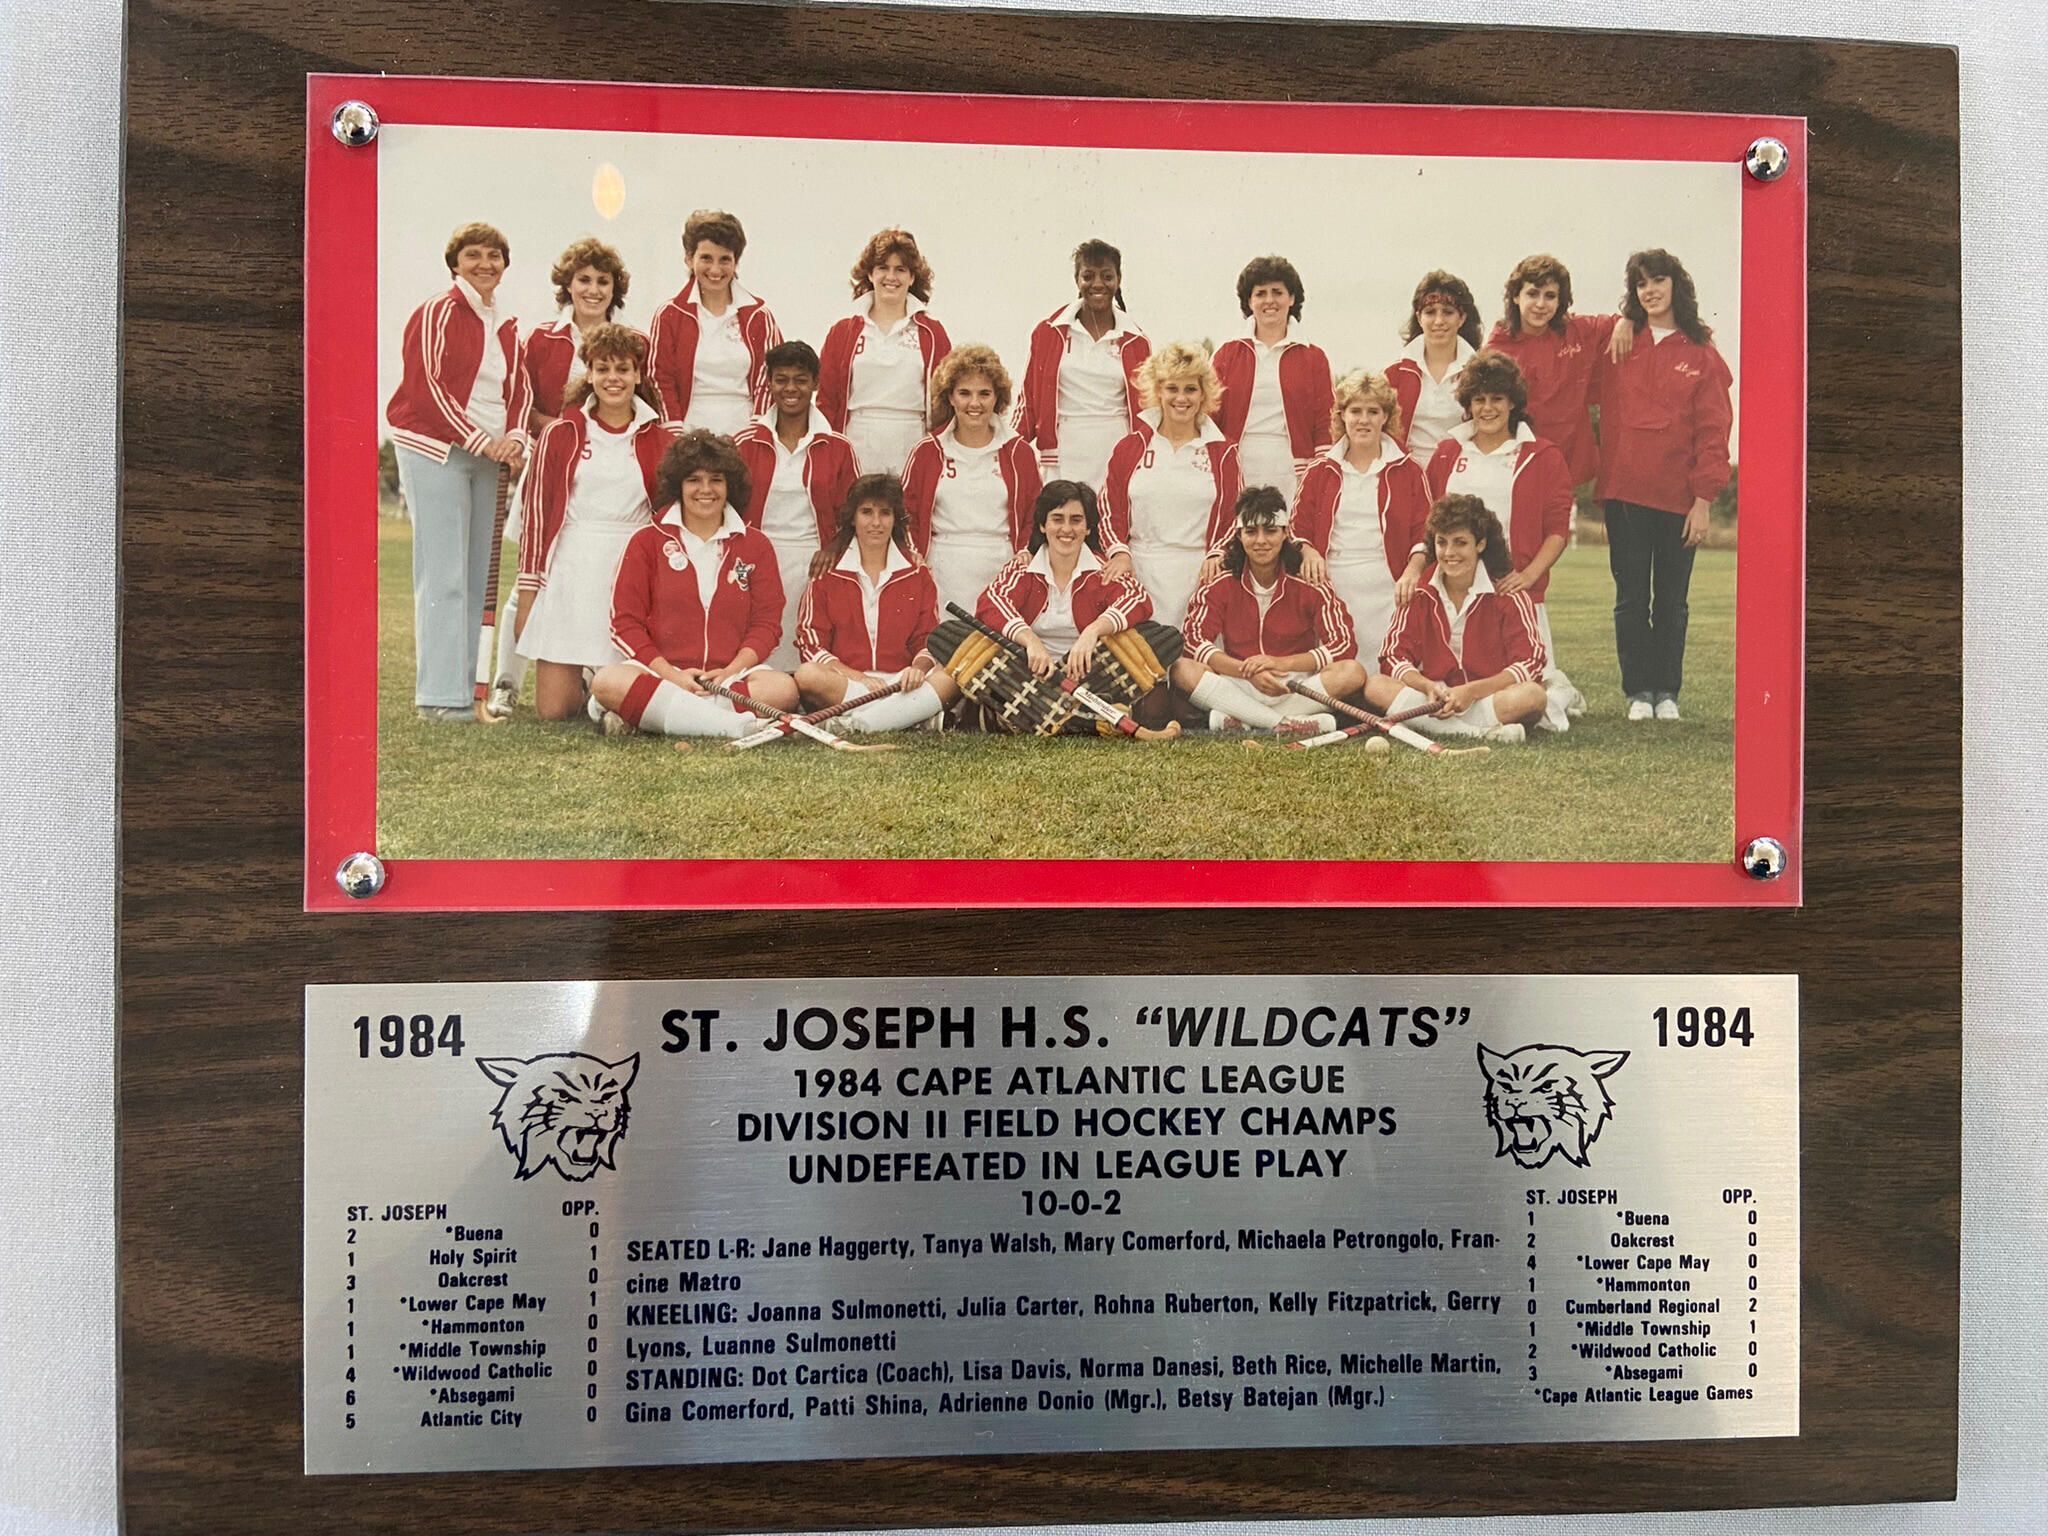 1984
ST. JOSEPH H.S. "WILDCATS"
1984
1984 CAPE ATLANTIC LEAGUE
DIVISION II FIELD HOCKEY CHAMPS
UNDEFEATED IN LEAGUE PLAY
10-0-2
ST. JOSEPH OPP.
2 *Buena 0
1 Holy Spirit 1
3 Oakcrest 0
1 *Lower Cape May 1
1 *Hammonton 0
1 *Middle Township 0
4 *Wildwood Catholic 0
6 *Absegami 0
5 Atlantic City 0
SEATED L-R: Jane Haggerty, Tanya Walsh, Mary Comerford, Michaela Petrongolo, Fran-
cine Matro
KNEELING: Joanna Sulmonetti, Julia Carter, Rohna Ruberton, Kelly Fitzpatrick, Gerry
Lyons, Luanne Sulmonetti
STANDING: Dot Cartica (Coach), Lisa Davis, Norma Danesi, Beth Rice, Michelle Martin,
Gina Comerford, Patti Shina, Adrienne Donio (Mgr.), Betsy Batejan (Mgr.)
ST. JOSEPH OPP.
1 *Buena 0
2 Oakcrest 0
4 *Lower Cape May 0
1 *Hammonton 0
0 Cumberland Regional 2
1 *Middle Township 1
2 *Wildwood Catholic 0
3 *Absegami 0
*Cape Atlantic League Games